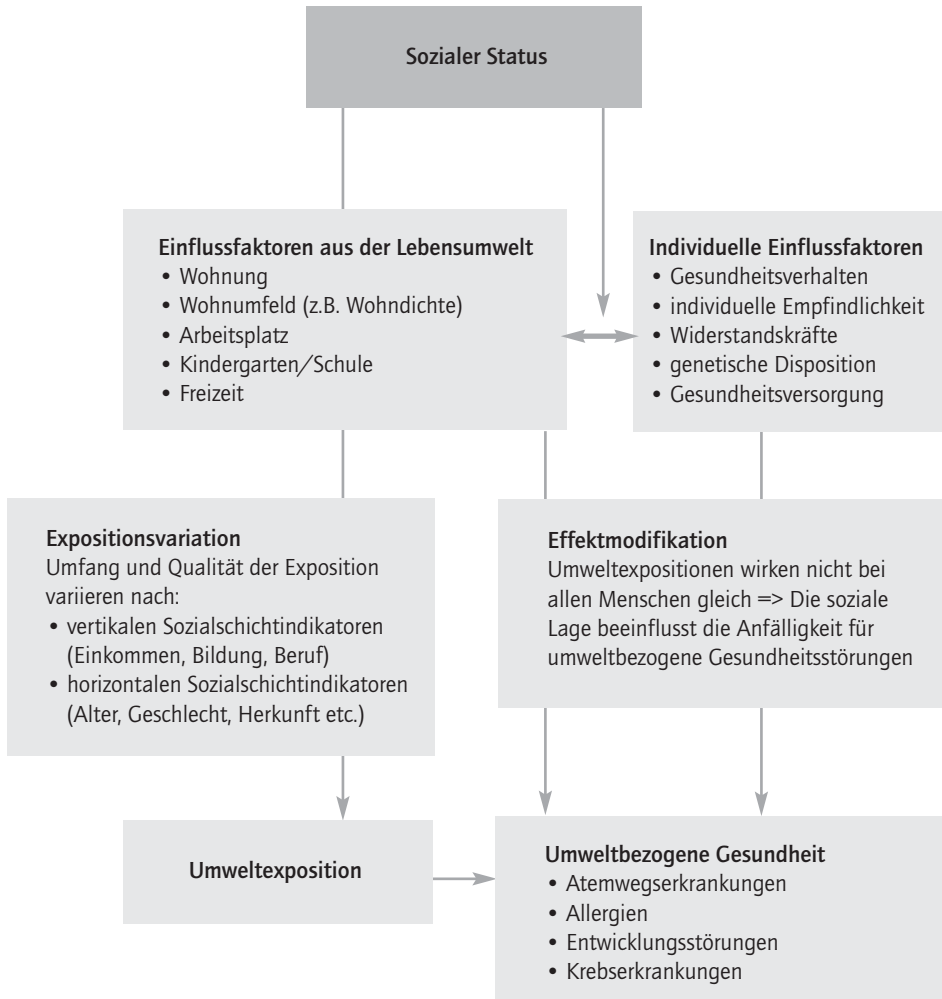 Sozialer Status
Einflussfaktoren aus der Lebensumwelt
• Wohnung
• Wohnumfeld (z.B. Wohndichte)
• Arbeitsplatz
• Kindergarten/Schule
• Freizeit
Individuelle Einflussfaktoren
• Gesundheitsverhalten
• individuelle Empfindlichkeit
• Widerstandskräfte
• genetische Disposition
• Gesundheitsversorgung
Expositionsvariation
Umfang und Qualität der Exposition
variieren nach:
• vertikalen Sozialschichtindikatoren
(Einkommen, Bildung, Beruf)
• horizontalen Sozialschichtindikatoren
(Alter, Geschlecht, Herkunft etc.)
Effektmodifikation
Umweltexpositionen wirken nicht bei
allen Menschen gleich => Die soziale
Lage beeinflusst die Anfälligkeit für
umweltbezogene Gesundheitsstörungen
Umweltexposition
Umweltbezogene Gesundheit
• Atemwegserkrankungen
• Allergien
• Entwicklungsstörungen
• Krebserkrankungen